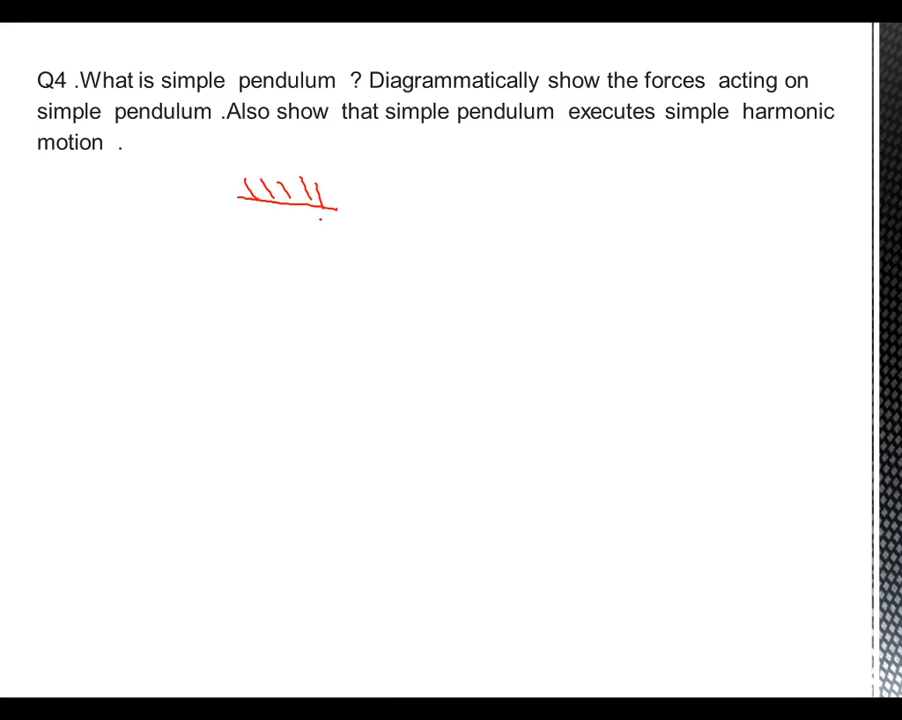 Q4 .What is simple pendulum ? Diagrammatically show the forces acting on
simple pendulum .Also show that simple pendulum executes simple harmonic
motion .